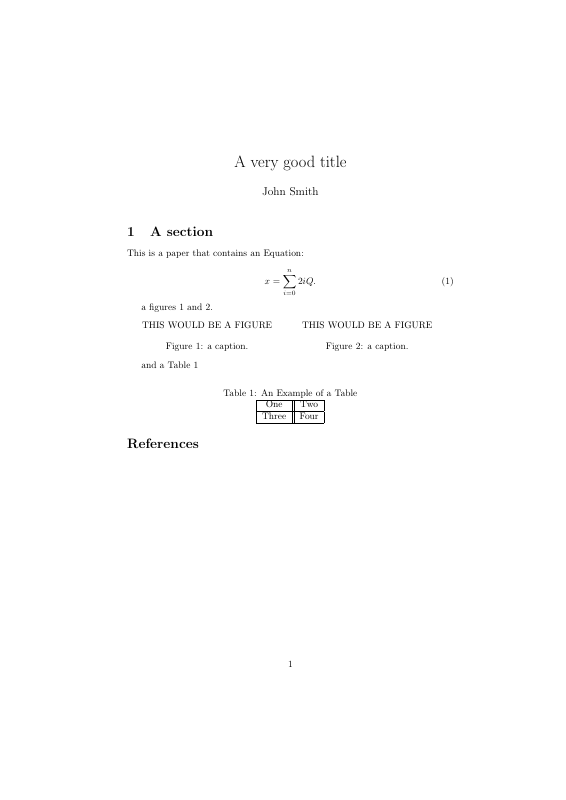 A very good title
John Smith
1 A section
This is a paper that contains an Equation:
x = \sum_{i=0}^{n} 2iQ. (1)
a figures 1 and 2.
THIS WOULD BE A FIGURE THIS WOULD BE A FIGURE
Figure 1: a caption. Figure 2: a caption.
and a Table 1
Table 1: An Example of a Table
One Two
Three Four
References
1